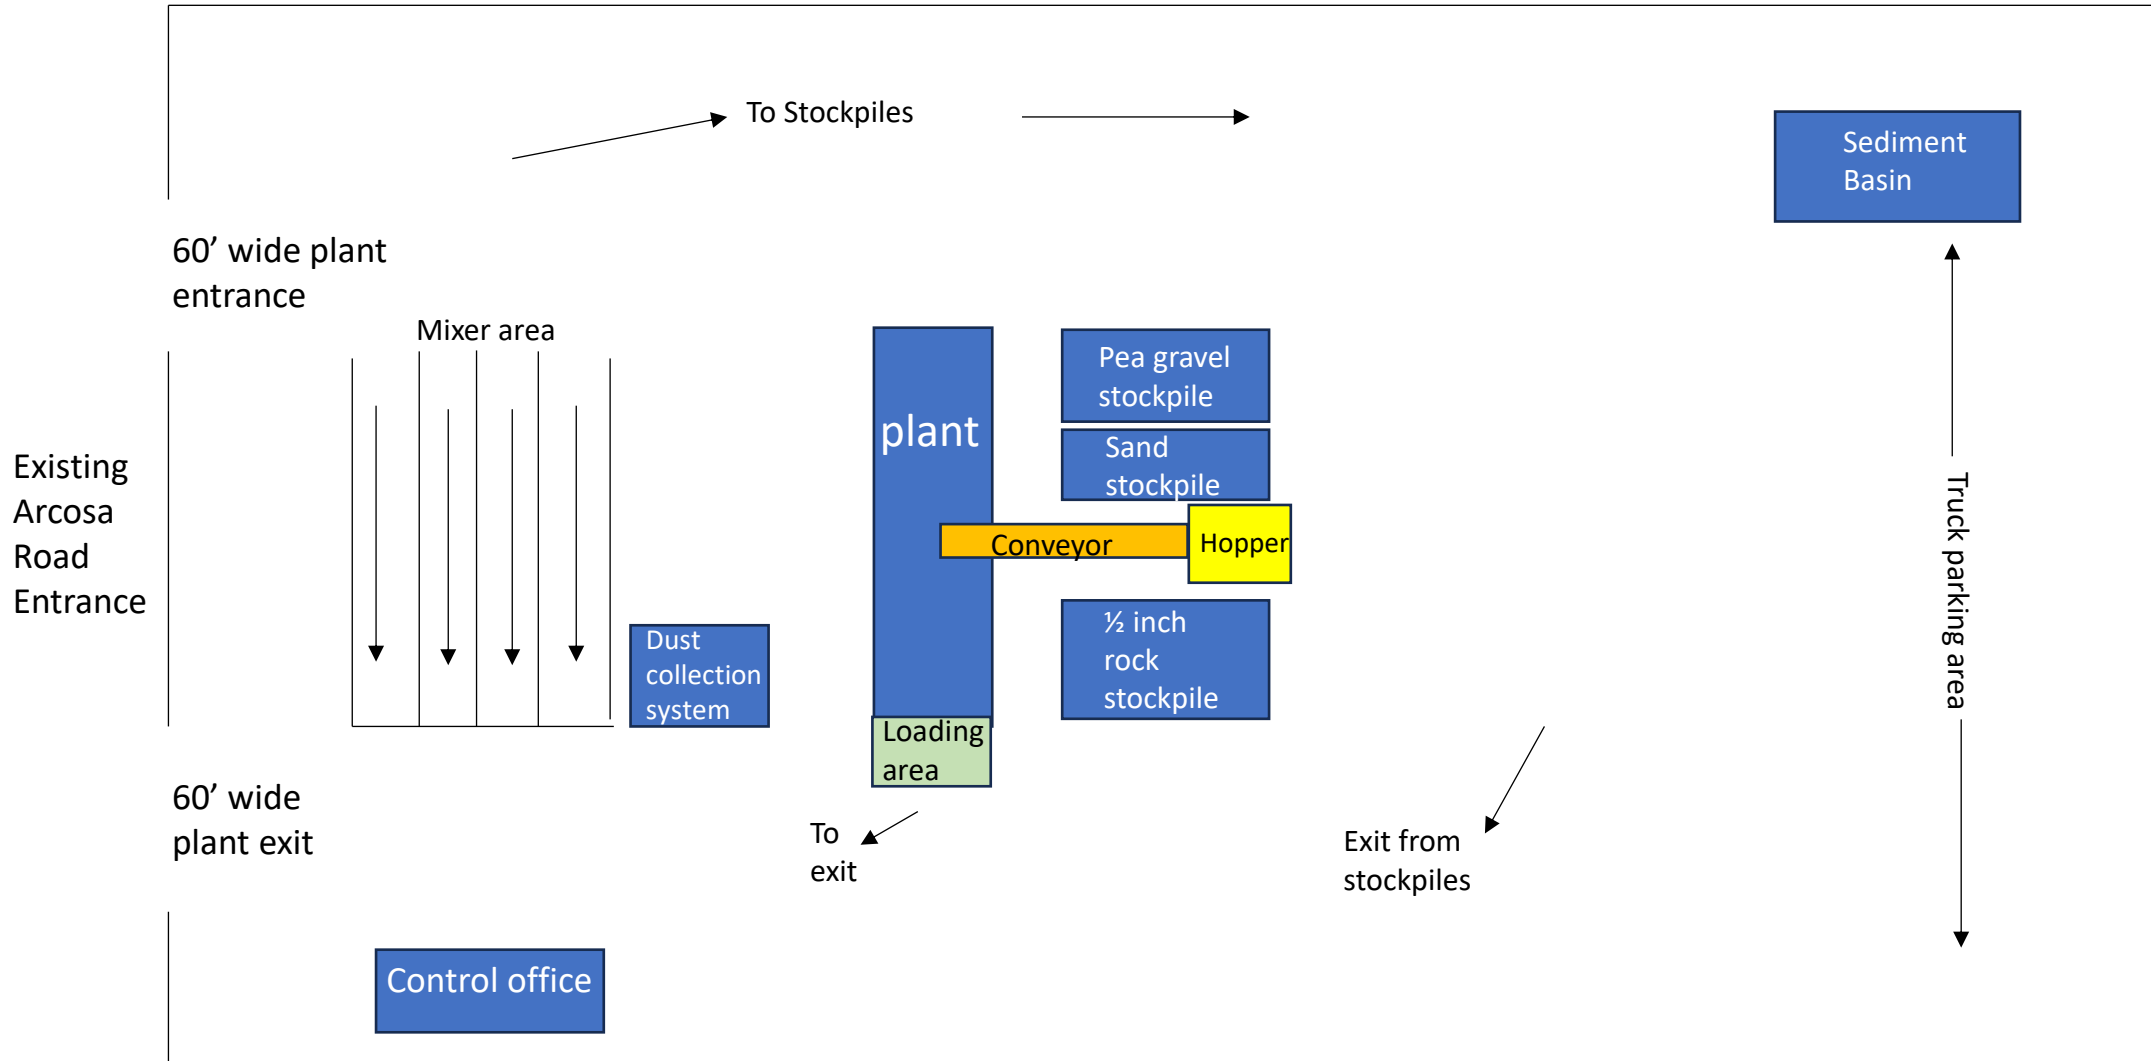 To Stockpiles
Sediment
Basin
60’ wide plant
entrance
Mixer area
Pea gravel
stockpile
plant
Sand
stockpile
Existing
Arcosa
Road
Entrance
Conveyor
Hopper
Truck parking area
Dust
collection
system
½ inch
rock
stockpile
Loading
area
60’ wide
plant exit
To
exit
Exit from
stockpiles
Control office